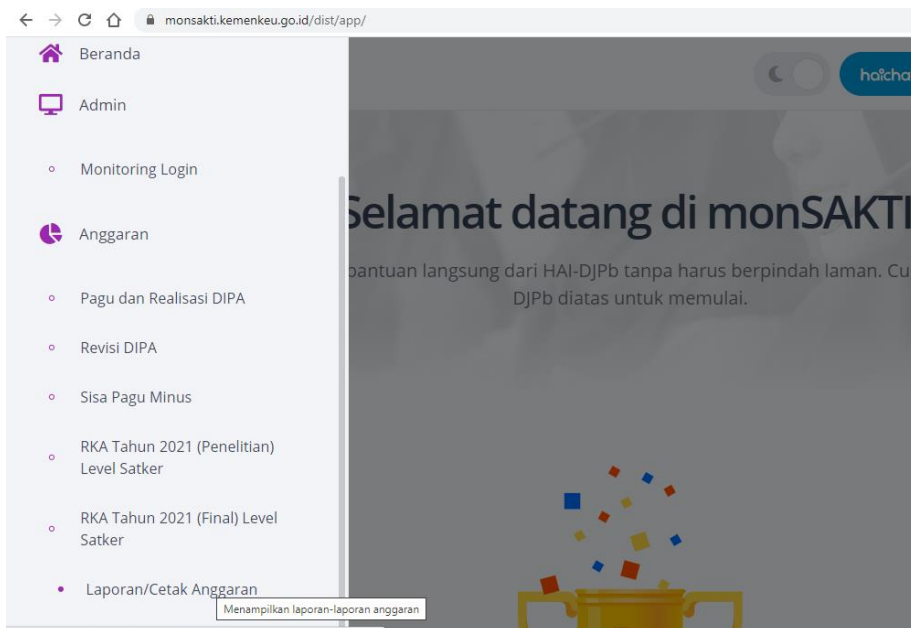 monsakti.kemenkeu.go.id/dist/app/
Beranda
Admin
Monitoring Login
Anggaran
Pagu dan Realisasi DIPA
Revisi DIPA
Sisa Pagu Minus
RKA Tahun 2021 (Penelitian)
Level Satker
RKA Tahun 2021 (Final) Level
Satker
Laporan/Cetak Anggaran
Menampilkan laporan-laporan anggaran
haicha
Selamat datang di monSAKTI
bantuan langsung dari HAI-DJPb tanpa harus berpindah laman. Cu
DJPb diatas untuk memulai.